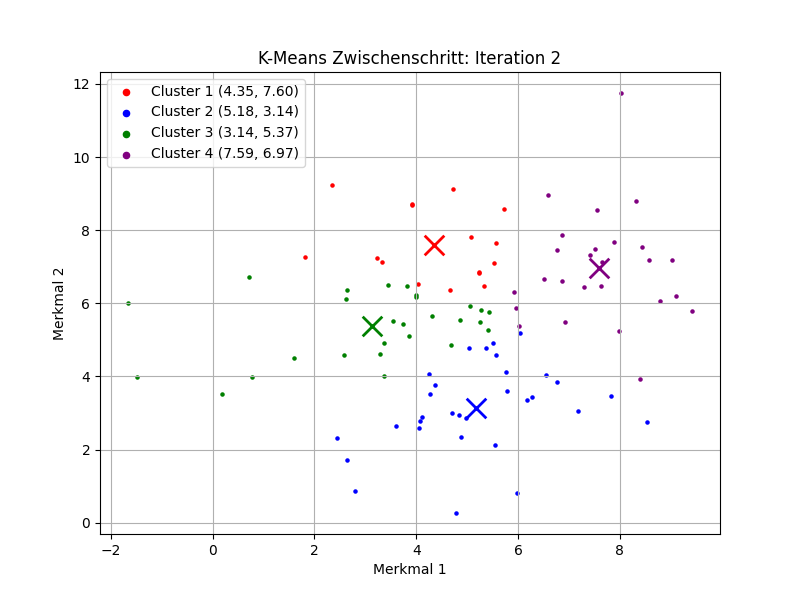 K-Means Zwischenschritt: Iteration 2
Cluster 1 (4.35, 7.60)
Cluster 2 (5.18, 3.14)
Cluster 3 (3.14, 5.37)
Cluster 4 (7.59, 6.97)
12
10
8
6
4
2
0
Merkmal 2
−2 0 2 4 6 8
Merkmal 1